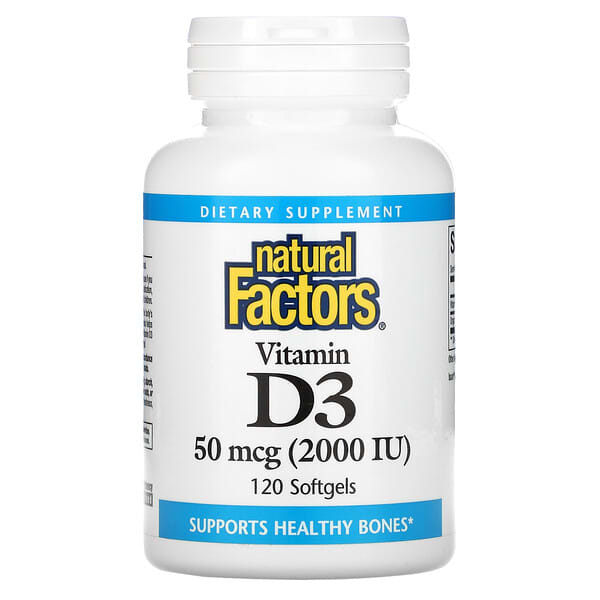 DIETARY SUPPLEMENT
natural
Factors®
Vitamin
D3
50 mcg (2000 IU)
120 Softgels
SUPPORTS HEALTHY BONES*